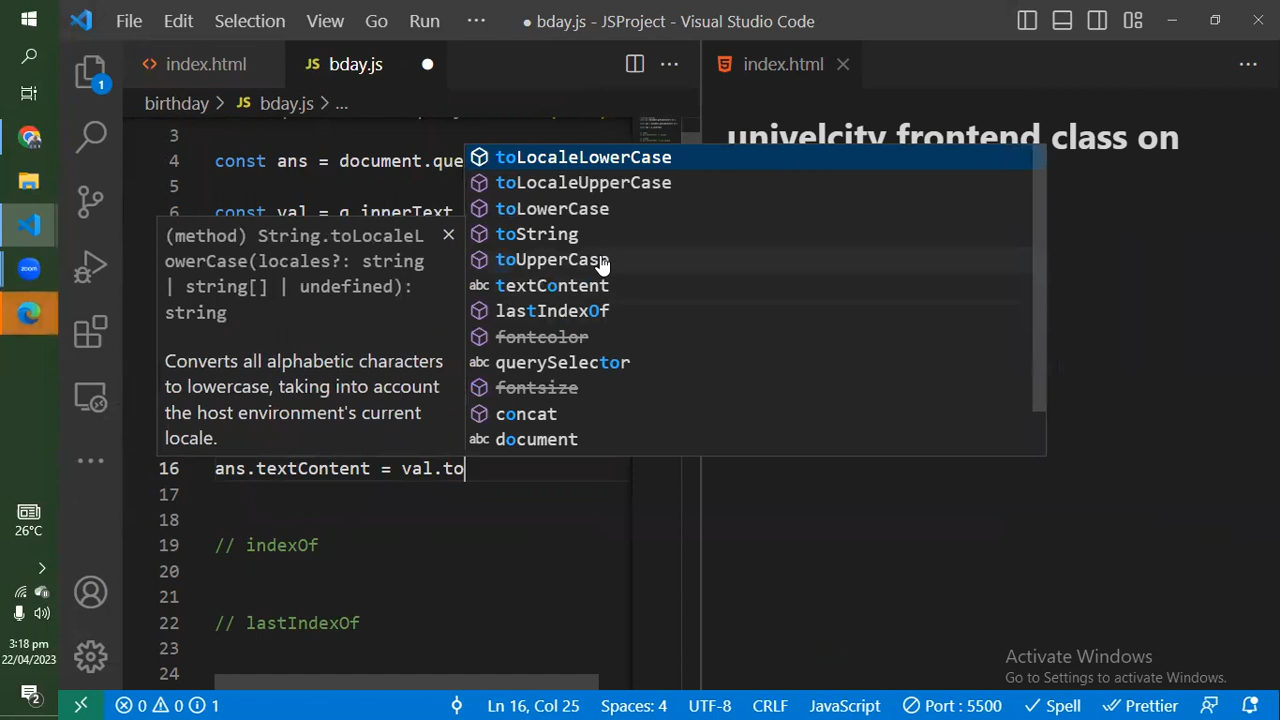 File Edit Selection View Go Run ··· ● bday.js - JSProject - Visual Studio Code
index.html JS bday.js ● ···
index.html ···
birthday > JS bday.js > ...
univelcity frontend class on
3
4 const ans = document.que
5
6 const val = q.innerText
toLocaleLowerCase
toLocaleUpperCase
toLowerCase
toString
toUpperCase
abc textContent
lastIndexOf
fontcolor
abc querySelector
fontsize
concat
abc document
(method) String.toLocaleL
owerCase(locales?: string
| string[] | undefined):
string
Converts all alphabetic characters
to lowercase, taking into account
the host environment's current
locale.
16 ans.textContent = val.to
17
18
19 // indexOf
20
21
22 // lastIndexOf
23
24
1
zoom
26°C
3:18 pm
22/04/2023
2
Activate Windows
Go to Settings to activate Windows.
0 0 1 Ln 16, Col 25 Spaces: 4 UTF-8 CRLF JavaScript Port : 5500 Spell Prettier